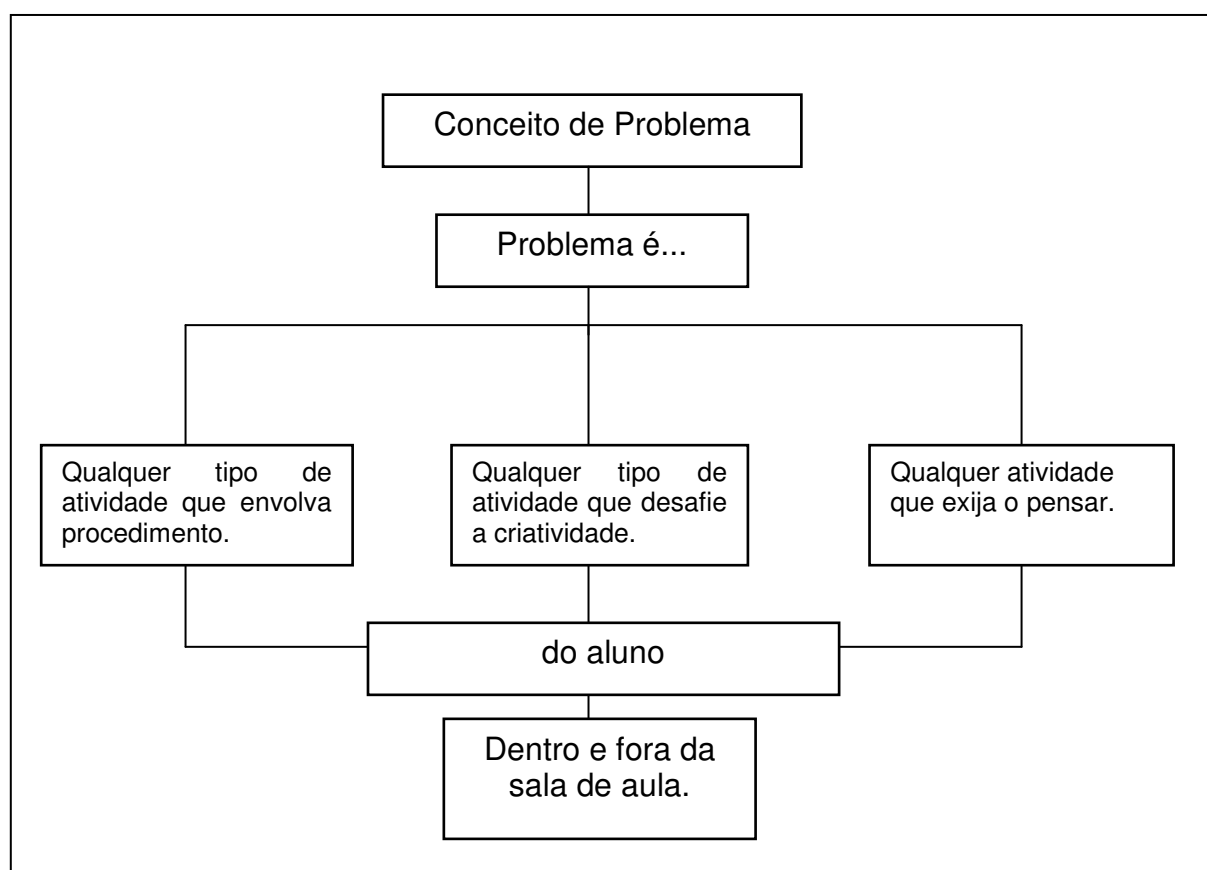 Conceito de Problema
Problema é...
Qualquer tipo de
atividade que envolva
procedimento.
Qualquer tipo de
atividade que desafie
a criatividade.
Qualquer atividade
que exija o pensar.
do aluno
Dentro e fora da
sala de aula.